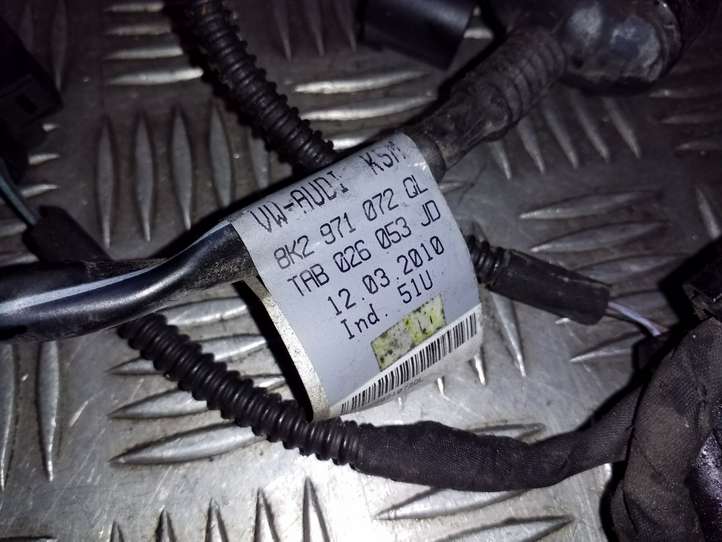 VW-AUDI KSM
8K2 971 072 QL
TAB 026 053 JD
12.03.2010
Ind. 51U
L